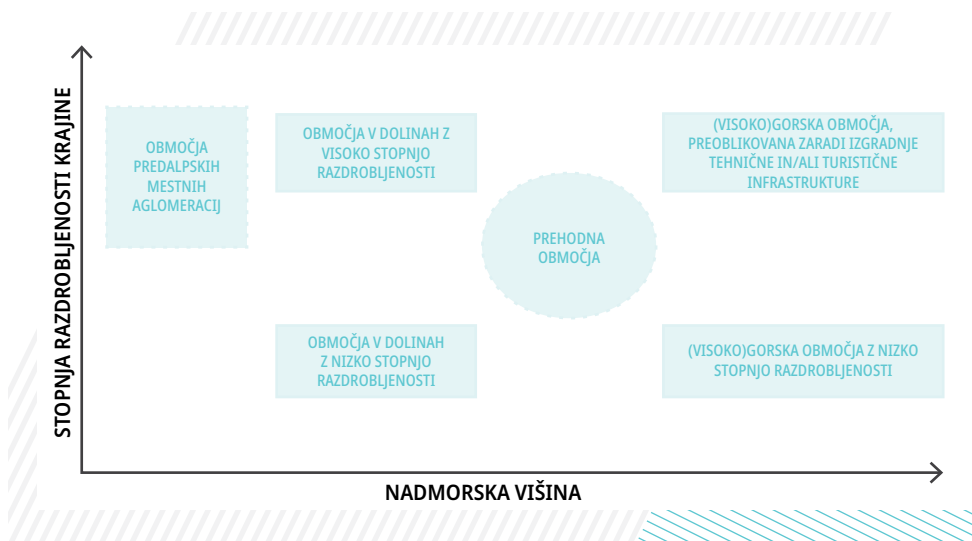 STOPNJA RAZDROBLJENOSTI KRAJINE
OBMOČJA
PREDALPSKIH
MESTNIH
AGLOMERACIJ
OBMOČJA V DOLINAH Z
VISOKO STOPNJO
RAZDROBLJENOSTI
(VISOKO)GORSKA OBMOČJA,
PREOBLIKOVANA ZARADI IZGRADNJE
TEHNIČNE IN/ALI TURISTIČNE
INFRASTRUKTURE
PREHODNA
OBMOČJA
OBMOČJA V DOLINAH
Z NIZKO STOPNJO
RAZDROBLJENOSTI
(VISOKO)GORSKA OBMOČJA Z NIZKO
STOPNJO RAZDROBLJENOSTI
NADMORSKA VIŠINA